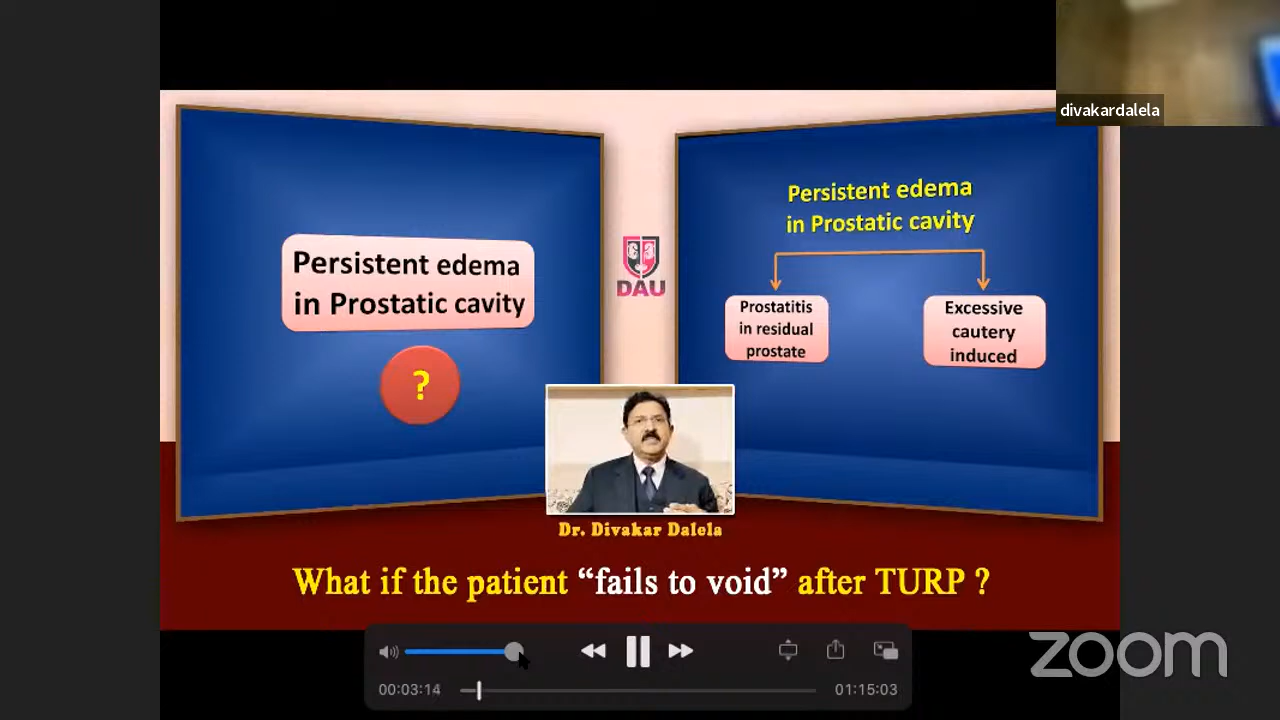 divakardalela
Persistent edema
in Prostatic cavity
?
DAU
Persistent edema
in Prostatic cavity
Prostatitis
in residual
prostate
Excessive
cautery
induced
Dr. Divakar Dalela
What if the patient “fails to void” after TURP ?
00:03:14
01:15:03
zoom